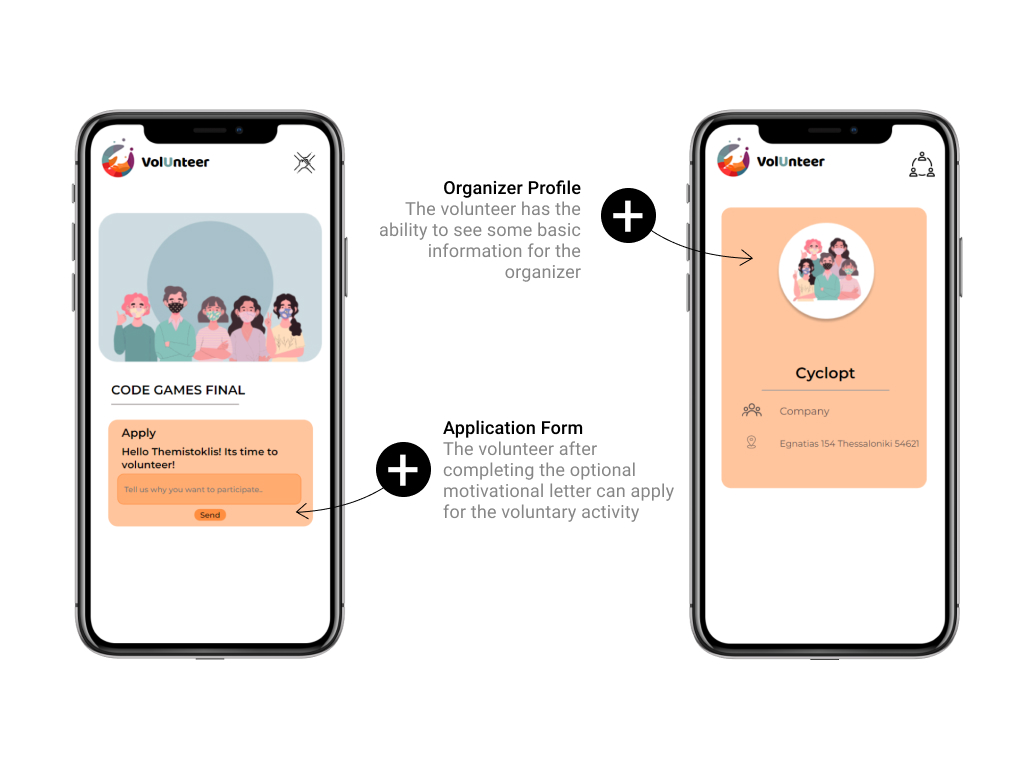 VolUnteer
CODE GAMES FINAL
Apply
Hello Themistoklis! Its time to
volunteer!
Tell us why you want to participate..
Send
Organizer Profile
The volunteer has the
ability to see some basic
information for the
organizer
Application Form
The volunteer after
completing the optional
motivational letter can apply
for the voluntary activity
VolUnteer
Cyclopt
Company
Egnatias 154 Thessaloniki 54621